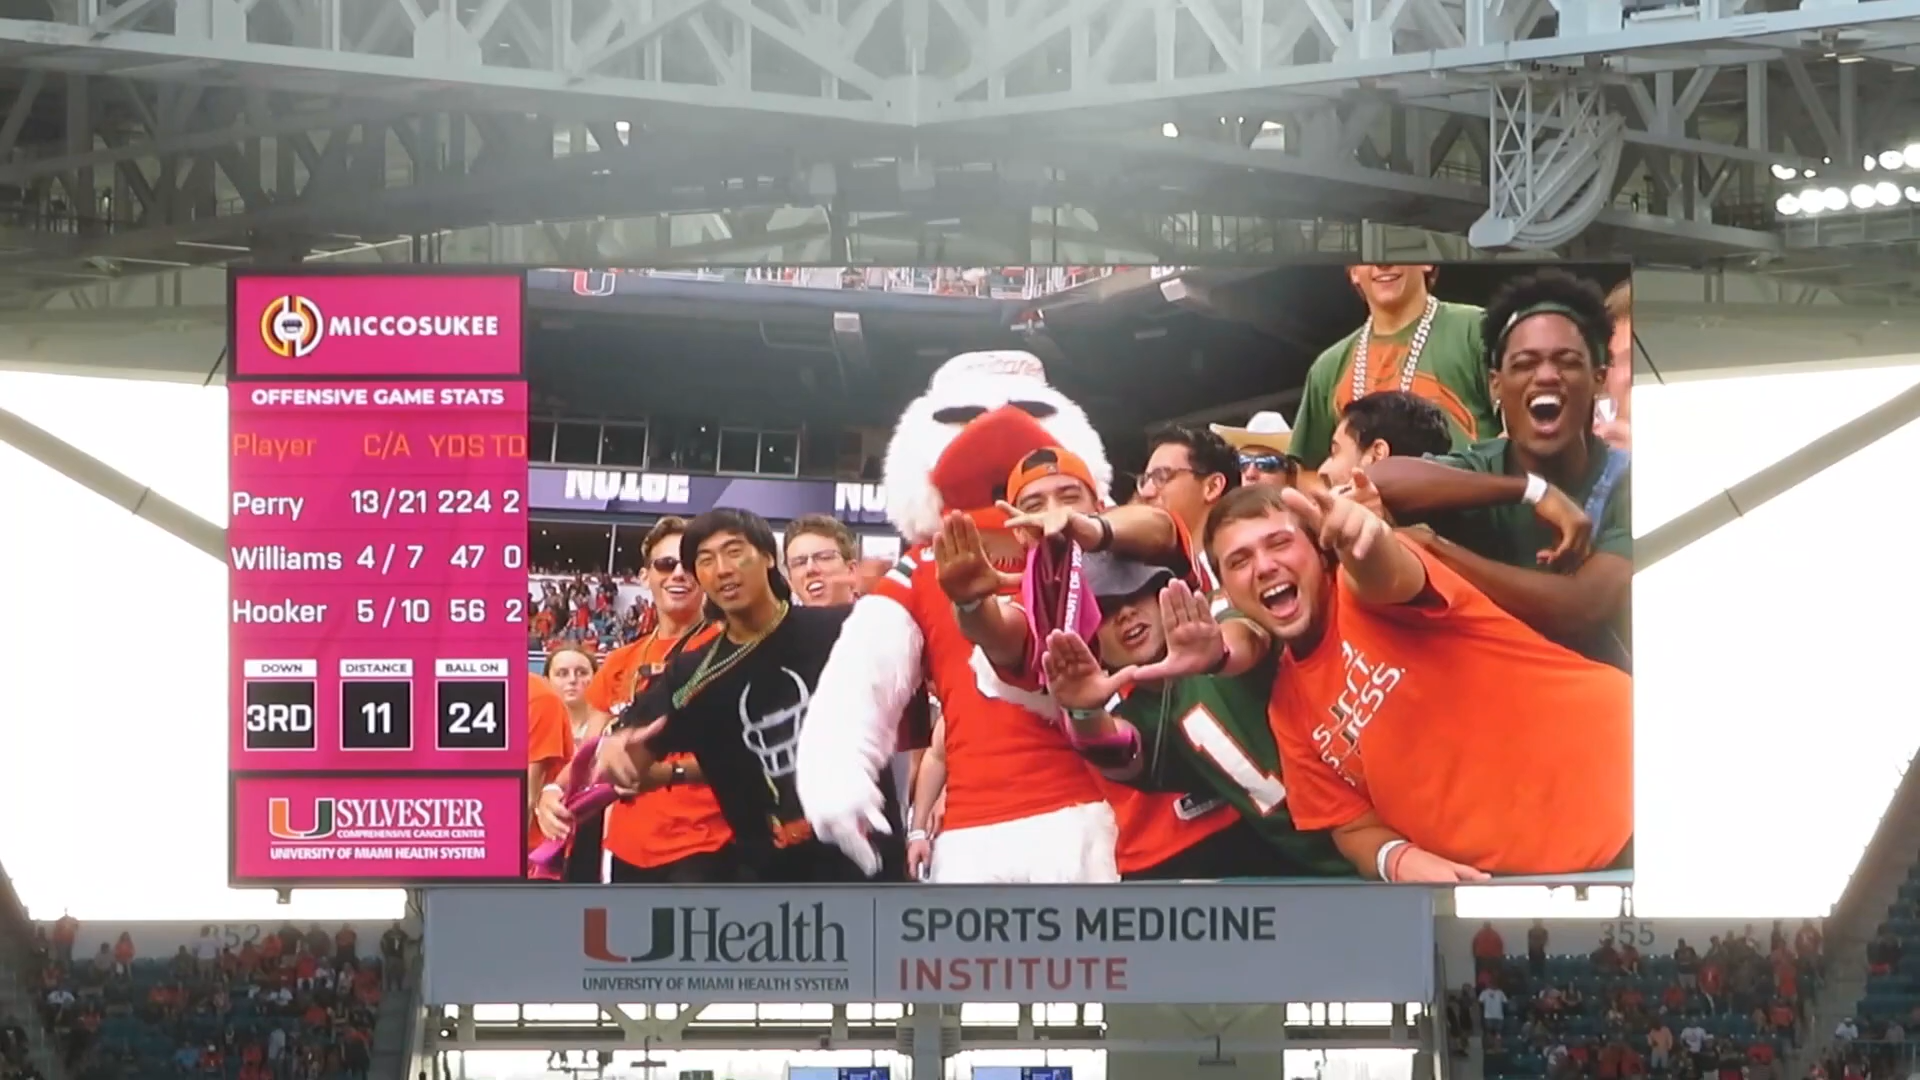 MICCOSUKEE
OFFENSIVE GAME STATS
Player C/A YDS TD
Perry 13/21 224 2
Williams 4/7 47 0
Hooker 5/10 56 2
DOWN DISTANCE BALL ON
3RD 11 24
U SYLVESTER
COMPREHENSIVE CANCER CENTER
UNIVERSITY OF MIAMI HEALTH SYSTEM
U
1
UHealth
UNIVERSITY OF MIAMI HEALTH SYSTEM
SPORTS MEDICINE
INSTITUTE
352
355